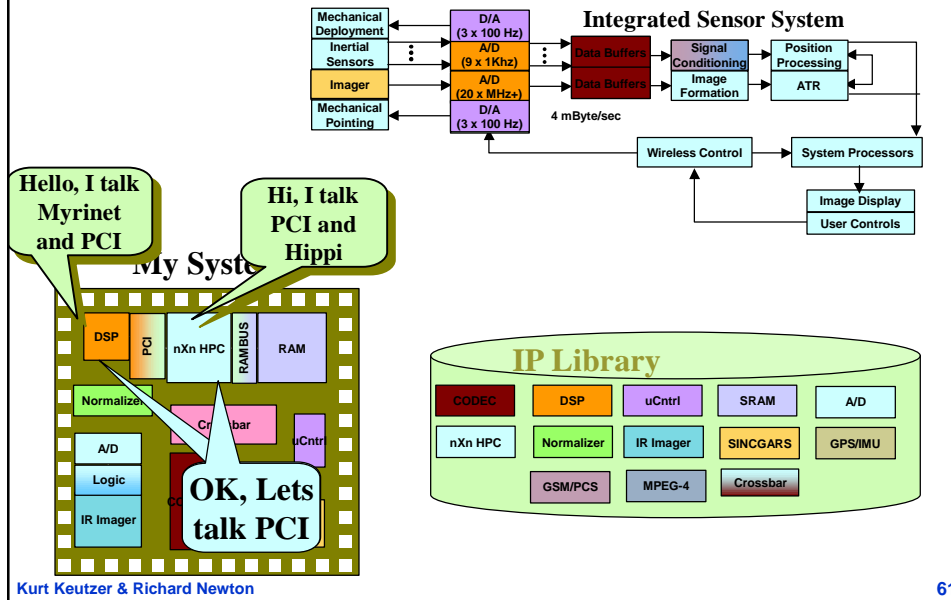 Integrated Sensor System
Mechanical
Deployment
Inertial
Sensors
Imager
Mechanical
Pointing
D/A
(3 x 100 Hz)
A/D
(9 x 1Khz)
A/D
(20 x MHz+)
D/A
(3 x 100 Hz)
Data Buffers
Data Buffers
4 mByte/sec
Signal
Conditioning
Image
Formation
Position
Processing
ATR
Wireless Control
System Processors
Image Display
User Controls
Hello, I talk
Myrinet
and PCI
Hi, I talk
PCI and
Hippi
My Syste
DSP
PCI
nXn HPC
RAMBUS
RAM
Normalizer
Cr
bar
uCntrl
A/D
Logic
IR Imager
CO
OK, Lets
talk PCI
IP Library
CODEC
DSP
uCntrl
SRAM
A/D
nXn HPC
Normalizer
IR Imager
SINCGARS
GPS/IMU
GSM/PCS
MPEG-4
Crossbar
Kurt Keutzer & Richard Newton
61